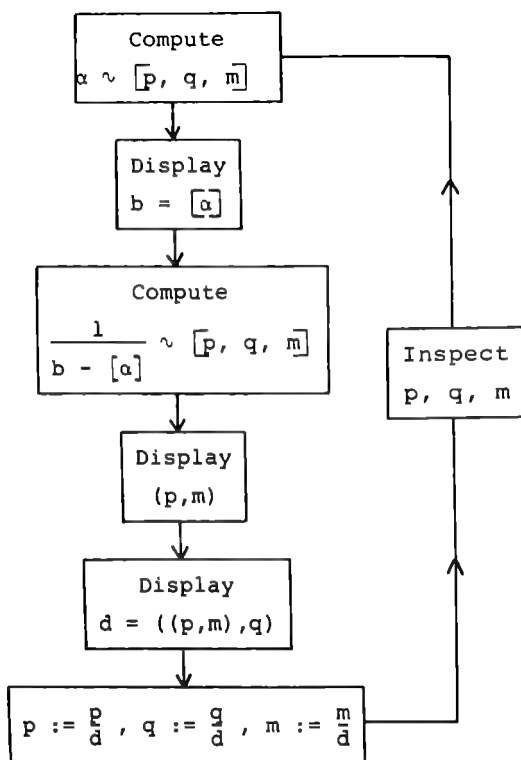 Compute
α ~ [p, q, m]
Display
b = [α]
Compute
1
b - [α] ~ [p, q, m]
Display
(p,m)
Display
d = ((p,m),q)
p := p/d , q := q/d , m := m/d
Inspect
p, q, m